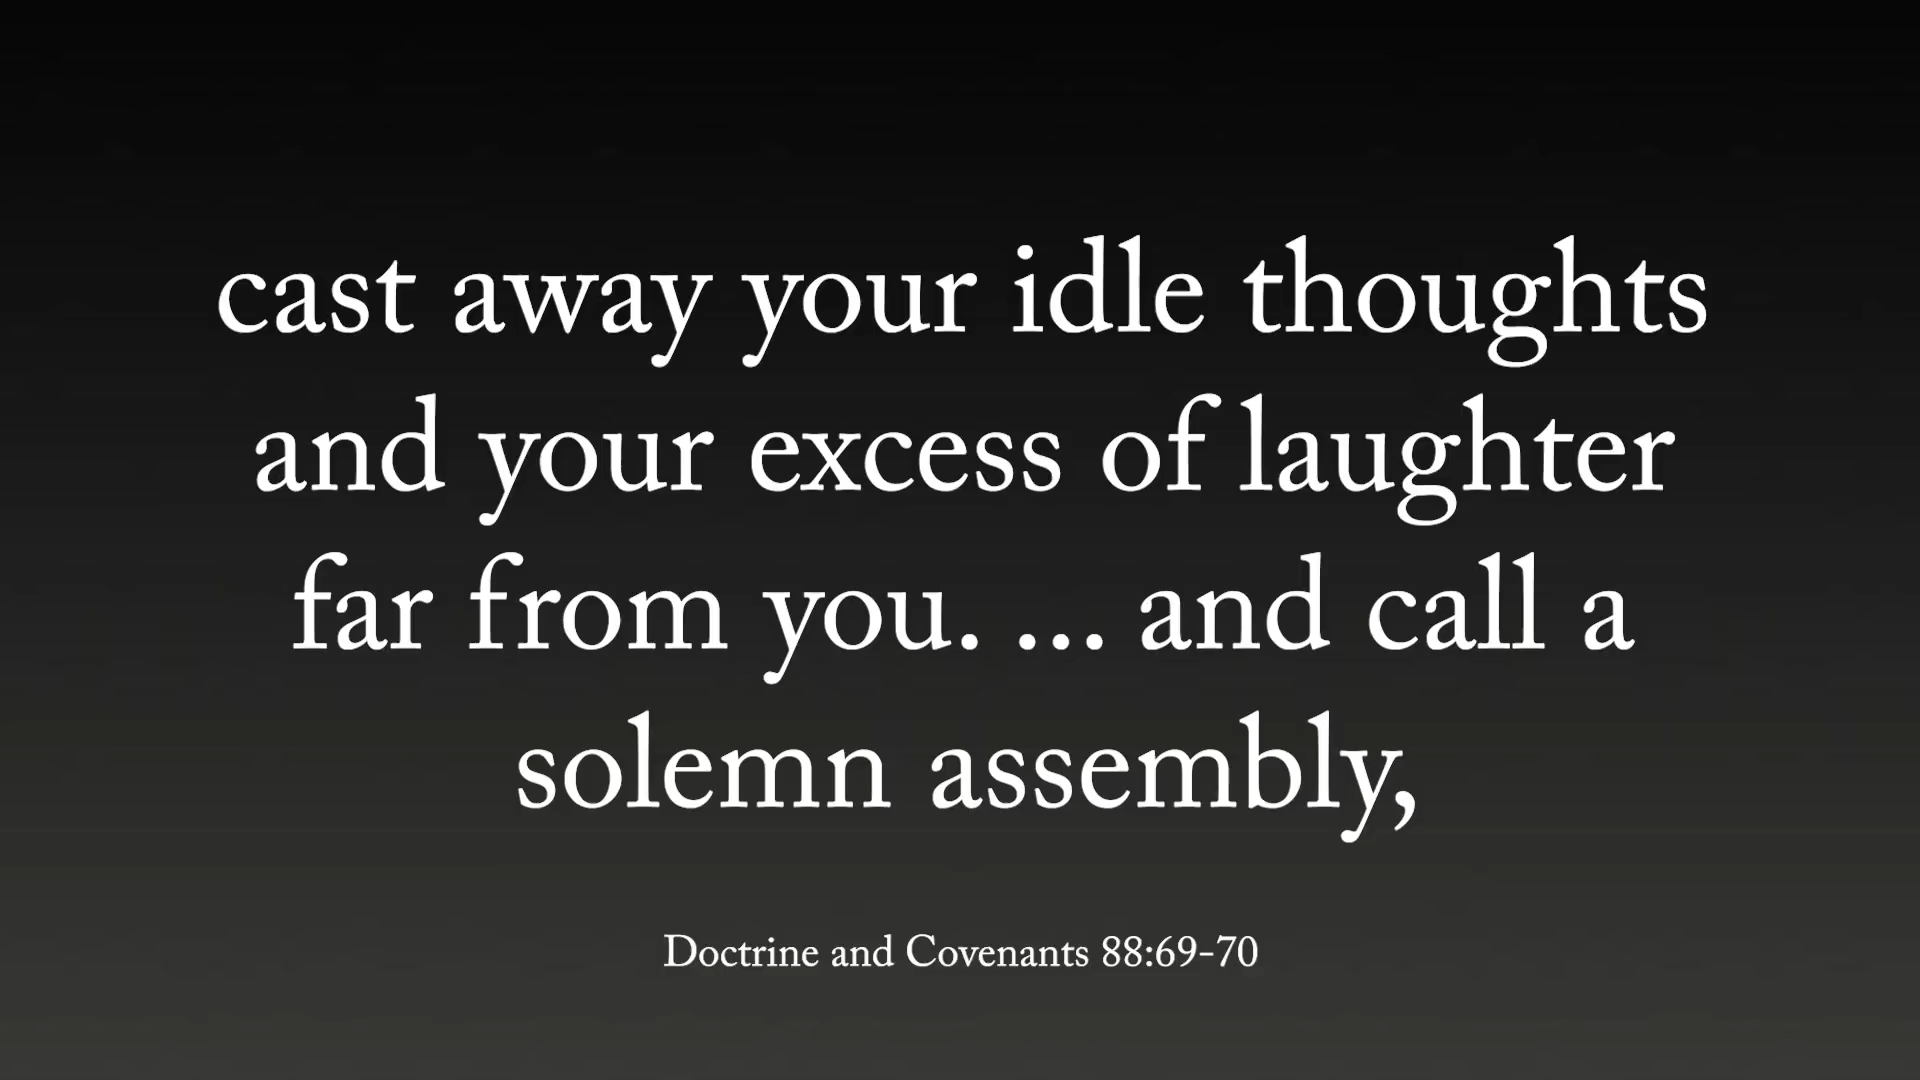 cast away your idle thoughts
and your excess of laughter
far from you. ... and call a
solemn assembly,
Doctrine and Covenants 88:69-70